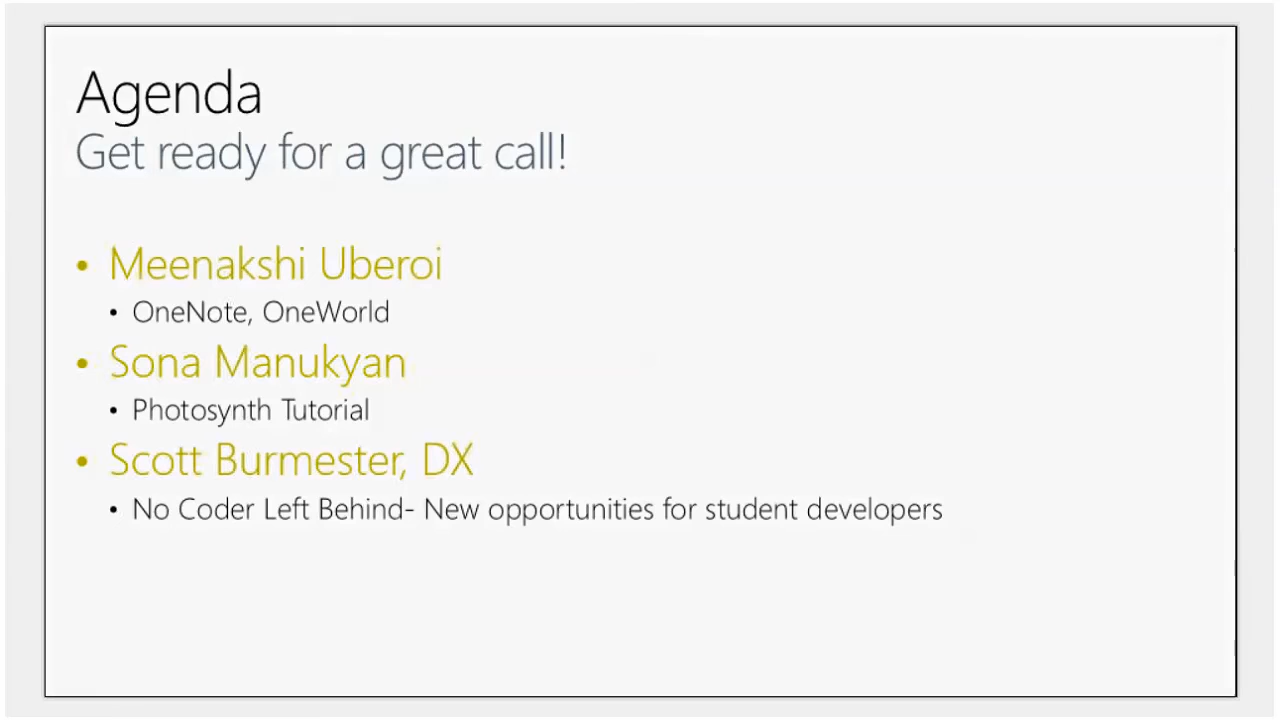 Agenda
Get ready for a great call!
• Meenakshi Uberoi
• OneNote, OneWorld
• Sona Manukyan
• Photosynth Tutorial
• Scott Burmester, DX
• No Coder Left Behind- New opportunities for student developers